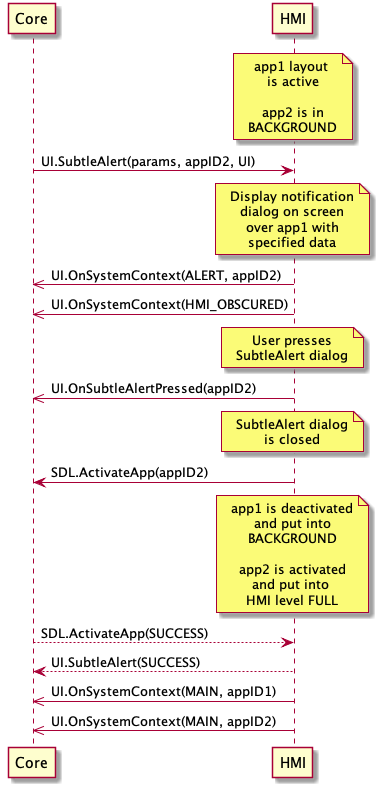 Core
HMI
app1 layout
is active
app2 is in
BACKGROUND
UI.SubtleAlert(params, appID2, UI)
Display notification
dialog on screen
over app1 with
specified data
UI.OnSystemContext(ALERT, appID2)
UI.OnSystemContext(HMI_OBSCURED)
User presses
SubtleAlert dialog
UI.OnSubtleAlertPressed(appID2)
SubtleAlert dialog
is closed
SDL.ActivateApp(appID2)
app1 is deactivated
and put into
BACKGROUND
app2 is activated
and put into
HMI level FULL
SDL.ActivateApp(SUCCESS)
UI.SubtleAlert(SUCCESS)
UI.OnSystemContext(MAIN, appID1)
UI.OnSystemContext(MAIN, appID2)
Core
HMI